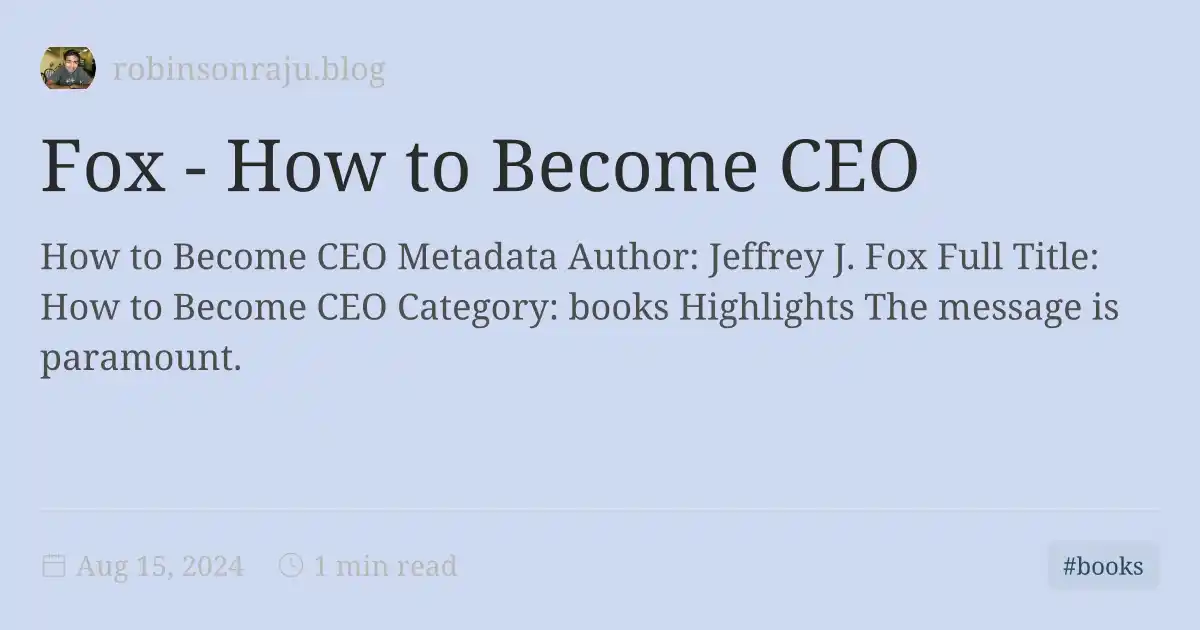 robinsonraju.blog
Fox - How to Become CEO
How to Become CEO Metadata Author: Jeffrey J. Fox Full Title:
How to Become CEO Category: books Highlights The message is
paramount.
Aug 15, 2024 1 min read
#books